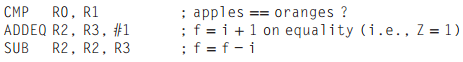 CMP R0, R1 ; apples == oranges ?
ADDEQ R2, R3, #1 ; f = i + 1 on equality (i.e., Z = 1)
SUB R2, R2, R3 ; f = f − i